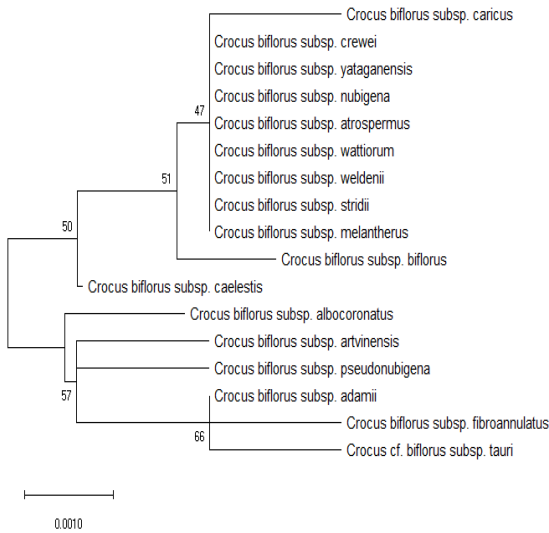 Crocus biflorus subsp. caricus
Crocus biflorus subsp. crewei
Crocus biflorus subsp. yataganensis
Crocus biflorus subsp. nubigena
47
Crocus biflorus subsp. atrospermus
Crocus biflorus subsp. wattiorum
51
Crocus biflorus subsp. weldenii
Crocus biflorus subsp. stridii
50
Crocus biflorus subsp. melantherus
Crocus biflorus subsp. biflorus
Crocus biflorus subsp. caelestis
Crocus biflorus subsp. albocoronatus
Crocus biflorus subsp. artvinensis
Crocus biflorus subsp. pseudonubigena
57
Crocus biflorus subsp. adamii
Crocus biflorus subsp. fibroannulatus
66
Crocus cf. biflorus subsp. tauri
0.0010